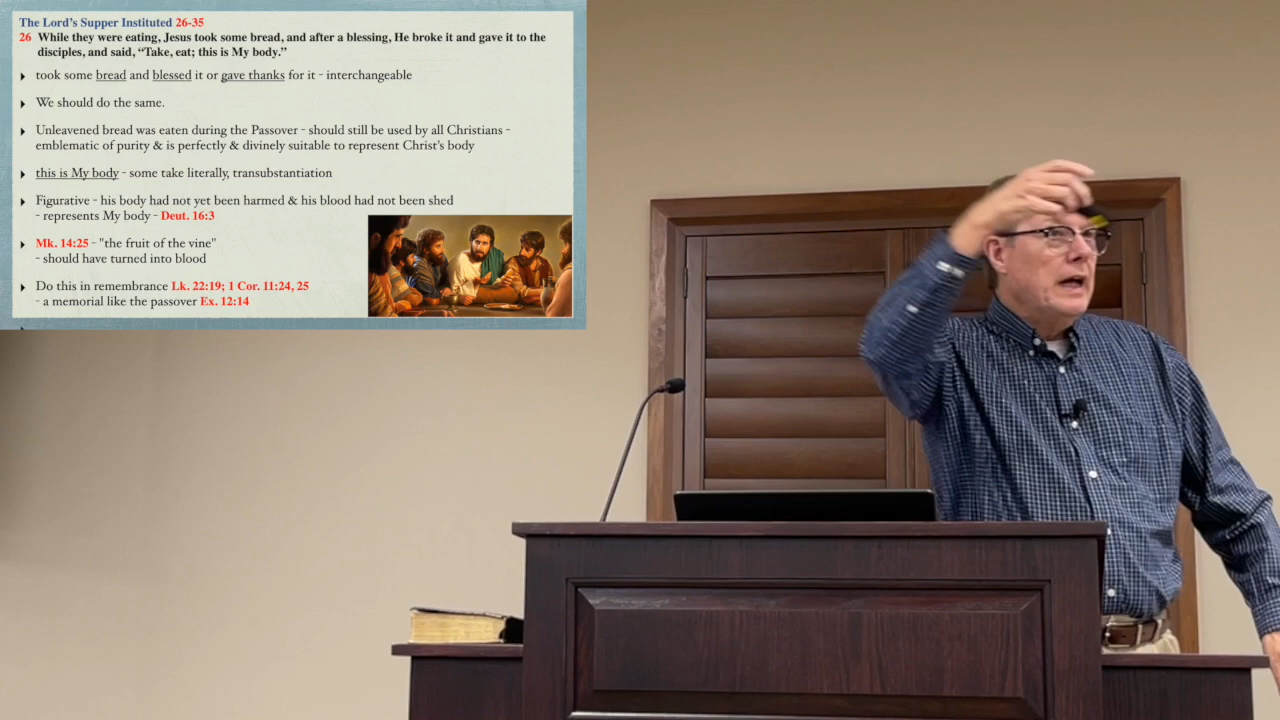 The Lord's Supper Instituted 26-35
26 While they were eating, Jesus took some bread, and after a blessing, He broke it and gave it to the
disciples, and said, “Take, eat; this is My body.”
‣ took some bread and blessed it or gave thanks for it - interchangeable
‣ We should do the same.
‣ Unleavened bread was eaten during the Passover - should still be used by all Christians -
emblematic of purity & is perfectly & divinely suitable to represent Christ's body
‣ this is My body - some take literally, transubstantiation
‣ Figurative - his body had not yet been harmed & his blood had not been shed
- represents My body - Deut. 16:3
‣ Mk. 14:25 - "the fruit of the vine"
- should have turned into blood
‣ Do this in remembrance Lk. 22:19; 1 Cor. 11:24, 25
- a memorial like the passover Ex. 12:14